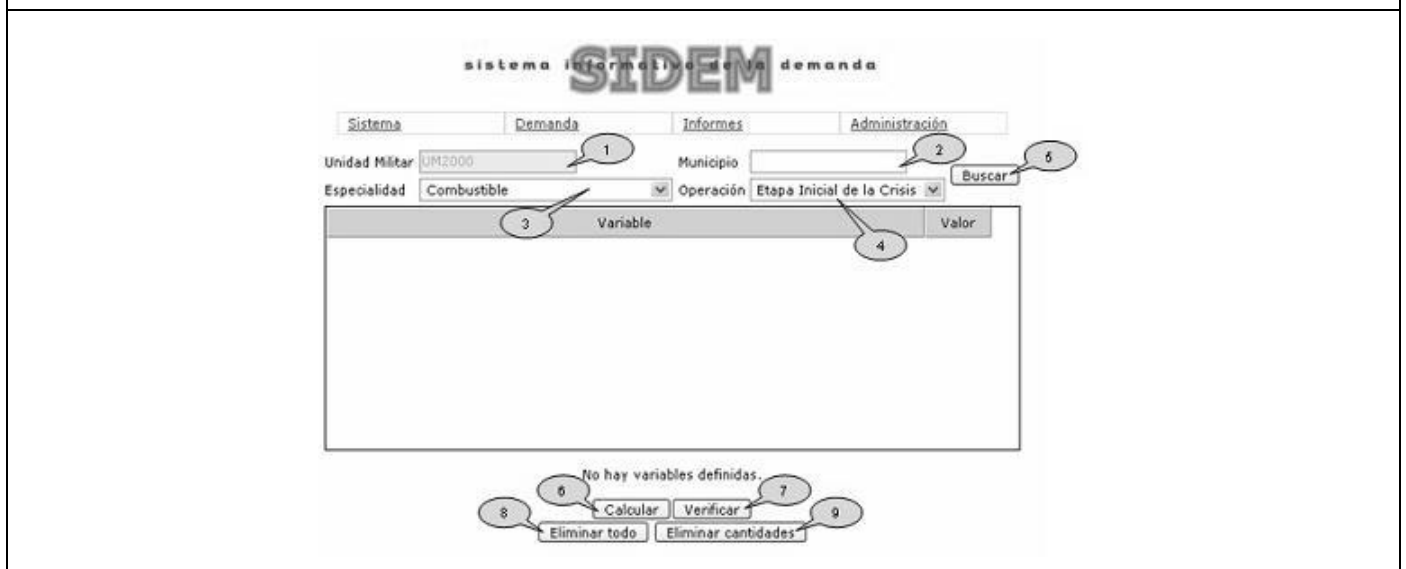 sistema informativo de la demanda
SIDEM
Sistema Demanda Informes Administración
1 2 5
Unidad Militar UM2000 Municipio Buscar
Especialidad Combustible Operación Etapa Inicial de la Crisis
3 Variable Valor
4
No hay variables definidas.
6 7
Calcular Verificar
8 9
Eliminar todo Eliminar cantidades